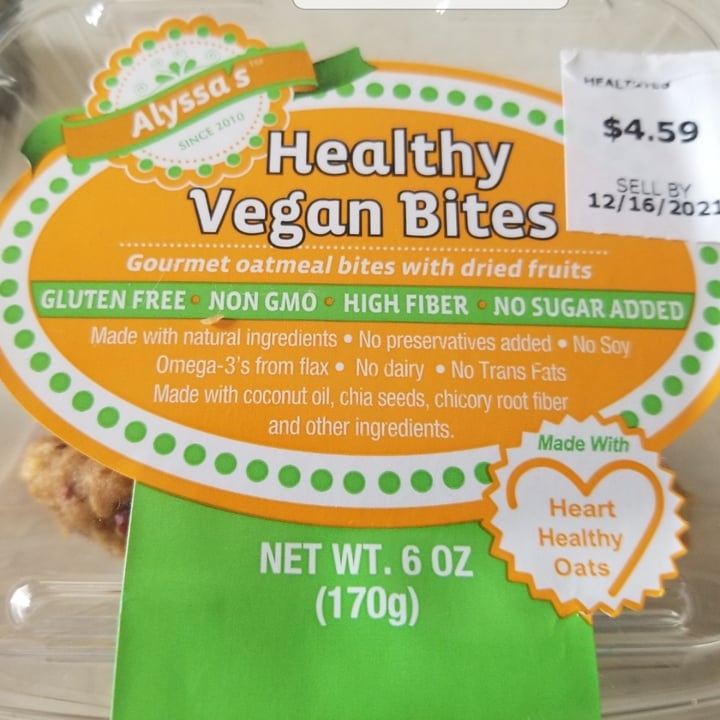 Alyssa's™
SINCE 2010
Healthy
Vegan Bites
Gourmet oatmeal bites with dried fruits
GLUTEN FREE • NON GMO • HIGH FIBER • NO SUGAR ADDED
Made with natural ingredients • No preservatives added • No Soy
Omega-3's from flax • No dairy • No Trans Fats
Made with coconut oil, chia seeds, chicory root fiber
and other ingredients.
$4.59
SELL BY
12/16/2021
Made With
Heart
Healthy
Oats
NET WT. 6 OZ
(170g)